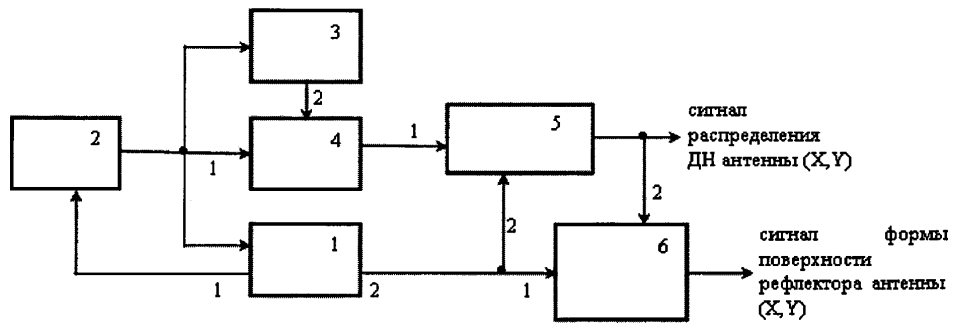 3
2
2
1
4
1
5
сигнал
распределения
ДН антенны (X,Y)
2
2
1
1
2
1
6
сигнал формы
поверхности
рефлектора антенны
(X,Y)